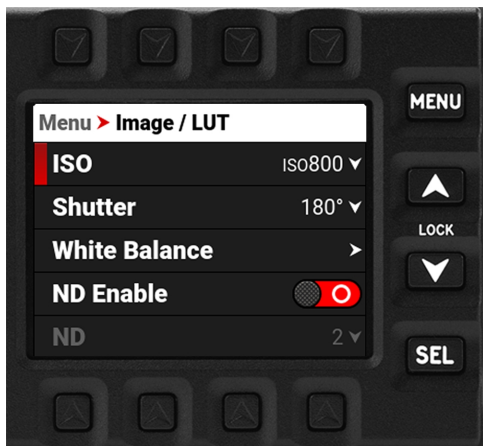 MENU
Menu > Image / LUT
ISO ISO800
Shutter 180°
LOCK
White Balance
ND Enable
ND 2
SEL